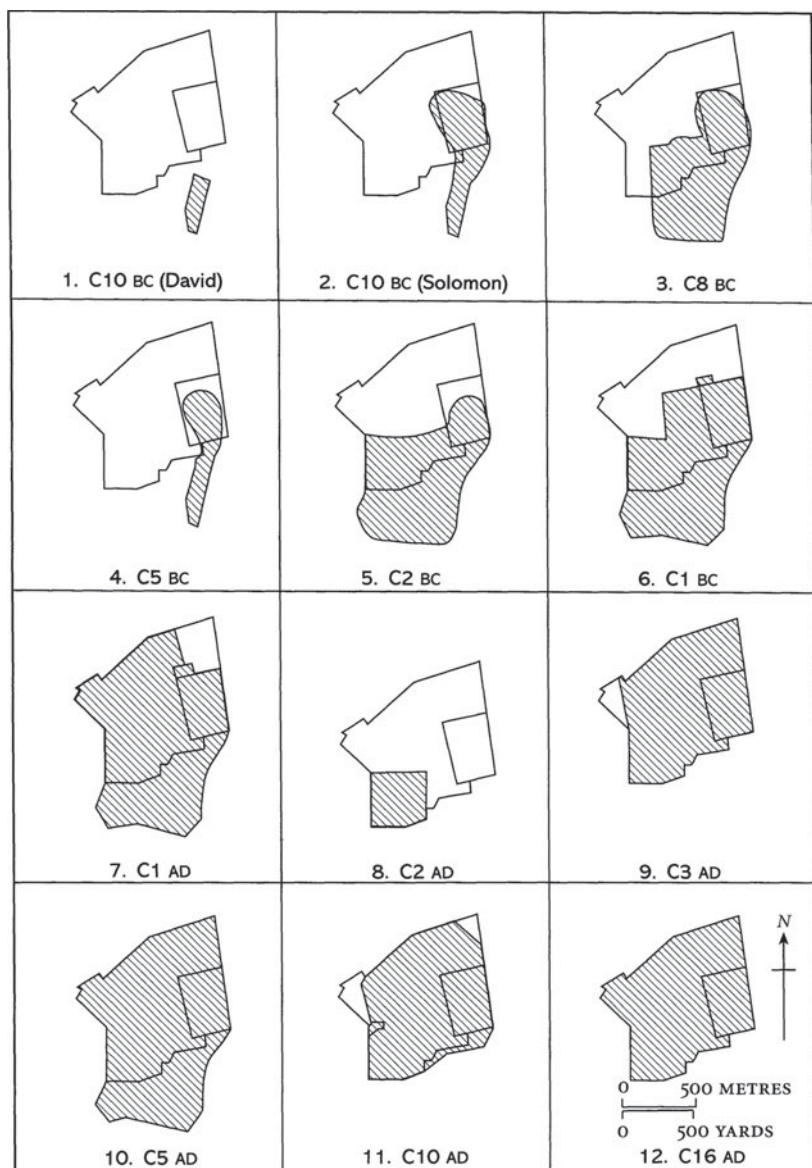 1. C10 BC (David)
2. C10 BC (Solomon)
3. C8 BC
4. C5 BC
5. C2 BC
6. C1 BC
7. C1 AD
8. C2 AD
9. C3 AD
10. C5 AD
11. C10 AD
N
0 500 METRES
0 500 YARDS
12. C16 AD